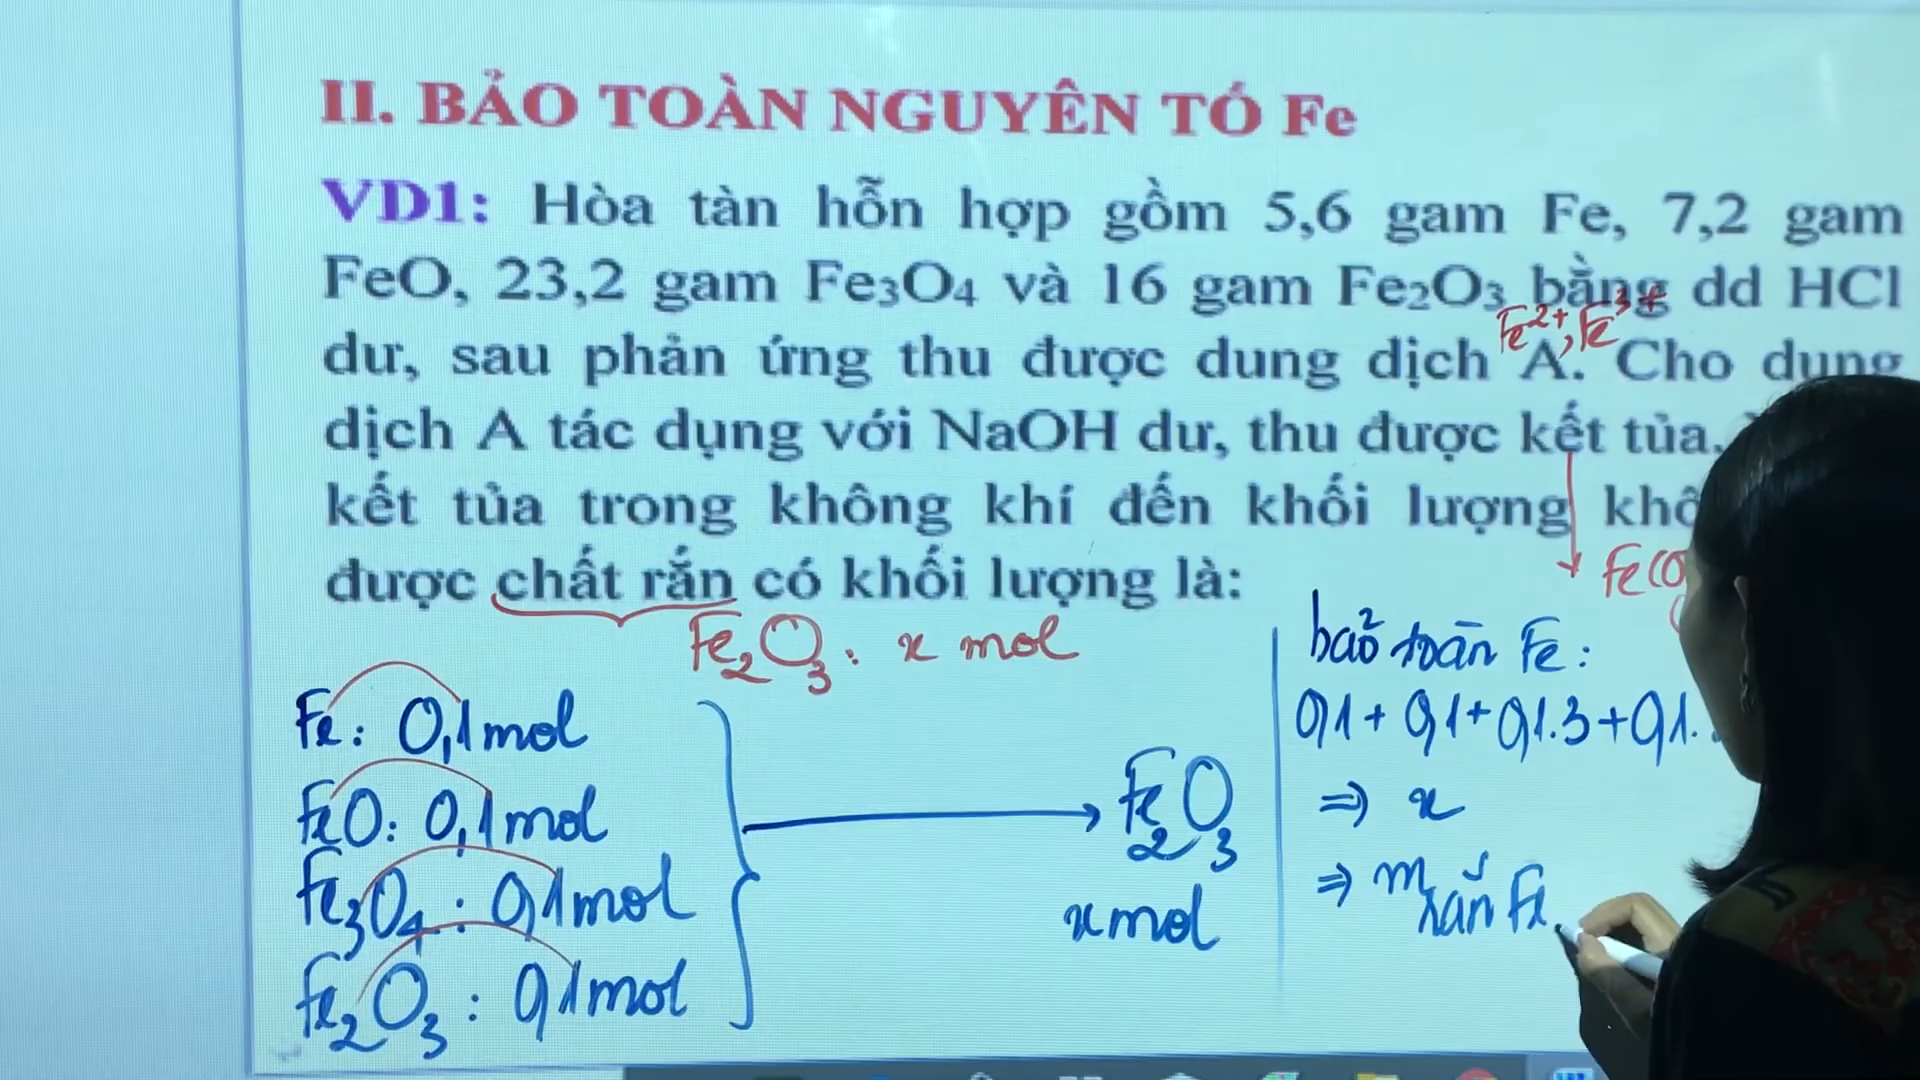 II. BẢO TOÀN NGUYÊN TỐ Fe
VD1: Hòa tàn hỗn hợp gồm 5,6 gam Fe, 7,2 gam
FeO, 23,2 gam Fe3O4 và 16 gam Fe2O3 bằng dd HCl
Fe2+, Fe3+
dư, sau phản ứng thu được dung dịch A. Cho dung
dịch A tác dụng với NaOH dư, thu được kết tủa.
kết tủa trong không khí đến khối lượng
được chất rắn có khối lượng là:
Fe2O3: x mol
Fe: 0,1 mol
FeO: 0,1 mol
Fe3O4: 0,1 mol
Fe2O3: 0,1 mol
Fe2O3
x mol
bảo toàn Fe:
0,1 + 0,1 + 0,1.3 + 0,1.
⇒ x
⇒ m rắn Fe